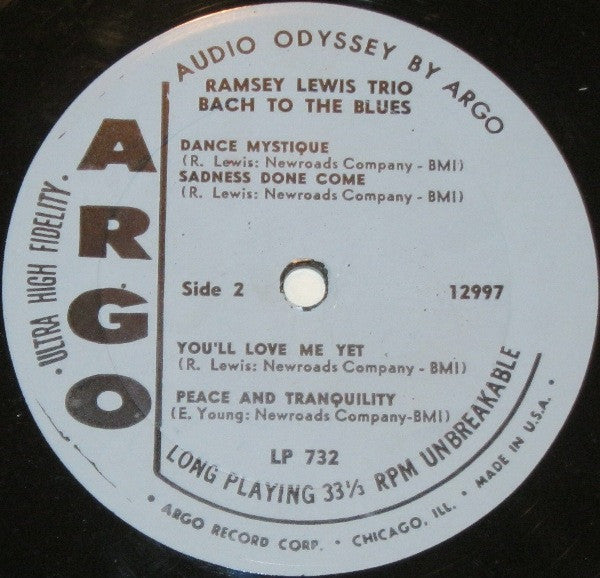 AUDIO ODYSSEY BY ARGO
RAMSEY LEWIS TRIO
BACH TO THE BLUES
ARGO
· ULTRA HIGH FIDELITY ·
DANCE MYSTIQUE
(R. Lewis: Newroads Company - BMI)
SADNESS DONE COME
(R. Lewis: Newroads Company - BMI)
Side 2
12997
YOU'LL LOVE ME YET
(R. Lewis: Newroads Company - BMI)
PEACE AND TRANQUILITY
(E. Young: Newroads Company-BMI)
LP 732
LONG PLAYING 33⅓ RPM UNBREAKABLE
· ARGO RECORD CORP. · CHICAGO, ILL. · MADE IN U.S.A. ·